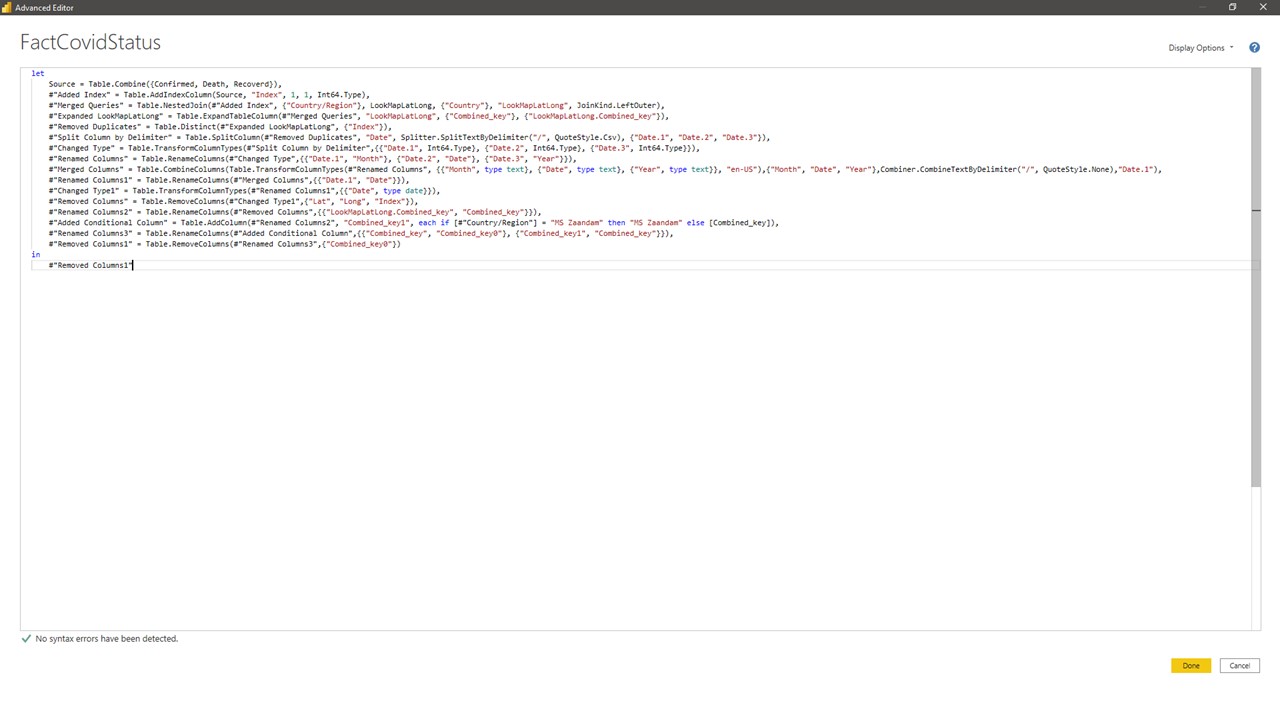 Advanced Editor
FactCovidStatus
Display Options
?
let
Source = Table.Combine({Confirmed, Death, Recoverd}),
#"Added Index" = Table.AddIndexColumn(Source, "Index", 1, 1, Int64.Type),
#"Merged Queries" = Table.NestedJoin(#"Added Index", {"Country/Region"}, LookMapLatLong, {"Country"}, "LookMapLatLong", JoinKind.LeftOuter),
#"Expanded LookMapLatLong" = Table.ExpandTableColumn(#"Merged Queries", "LookMapLatLong", {"Combined_key"}, {"LookMapLatLong.Combined_key"}),
#"Removed Duplicates" = Table.Distinct(#"Expanded LookMapLatLong", {"Index"}),
#"Split Column by Delimiter" = Table.SplitColumn(#"Removed Duplicates", "Date", Splitter.SplitTextByDelimiter("/", QuoteStyle.Csv), {"Date.1", "Date.2", "Date.3"}),
#"Changed Type" = Table.TransformColumnTypes(#"Split Column by Delimiter",{{"Date.1", Int64.Type}, {"Date.2", Int64.Type}, {"Date.3", Int64.Type}}),
#"Renamed Columns" = Table.RenameColumns(#"Changed Type",{{"Date.1", "Month"}, {"Date.2", "Date"}, {"Date.3", "Year"}}),
#"Merged Columns" = Table.CombineColumns(Table.TransformColumnTypes(#"Renamed Columns", {{"Month", type text}, {"Date", type text}, {"Year", type text}}, "en-US"),{"Month", "Date", "Year"},Combiner.CombineTextByDelimiter("/", QuoteStyle.None),"Date.1"),
#"Renamed Columns1" = Table.RenameColumns(#"Merged Columns",{{"Date.1", "Date"}}),
#"Changed Type1" = Table.TransformColumnTypes(#"Renamed Columns1",{{"Date", type date}}),
#"Removed Columns" = Table.RemoveColumns(#"Changed Type1",{"Lat", "Long", "Index"}),
#"Renamed Columns2" = Table.RenameColumns(#"Removed Columns",{{"LookMapLatLong.Combined_key", "Combined_key"}}),
#"Added Conditional Column" = Table.AddColumn(#"Renamed Columns2", "Combined_key1", each if [#"Country/Region"] = "MS Zaandam" then "MS Zaandam" else [Combined_key]),
#"Renamed Columns3" = Table.RenameColumns(#"Added Conditional Column",{{"Combined_key", "Combined_key0"}, {"Combined_key1", "Combined_key"}}),
#"Removed Columns1" = Table.RemoveColumns(#"Renamed Columns3",{"Combined_key0"})
in
#"Removed Columns1"
No syntax errors have been detected.
Done
Cancel